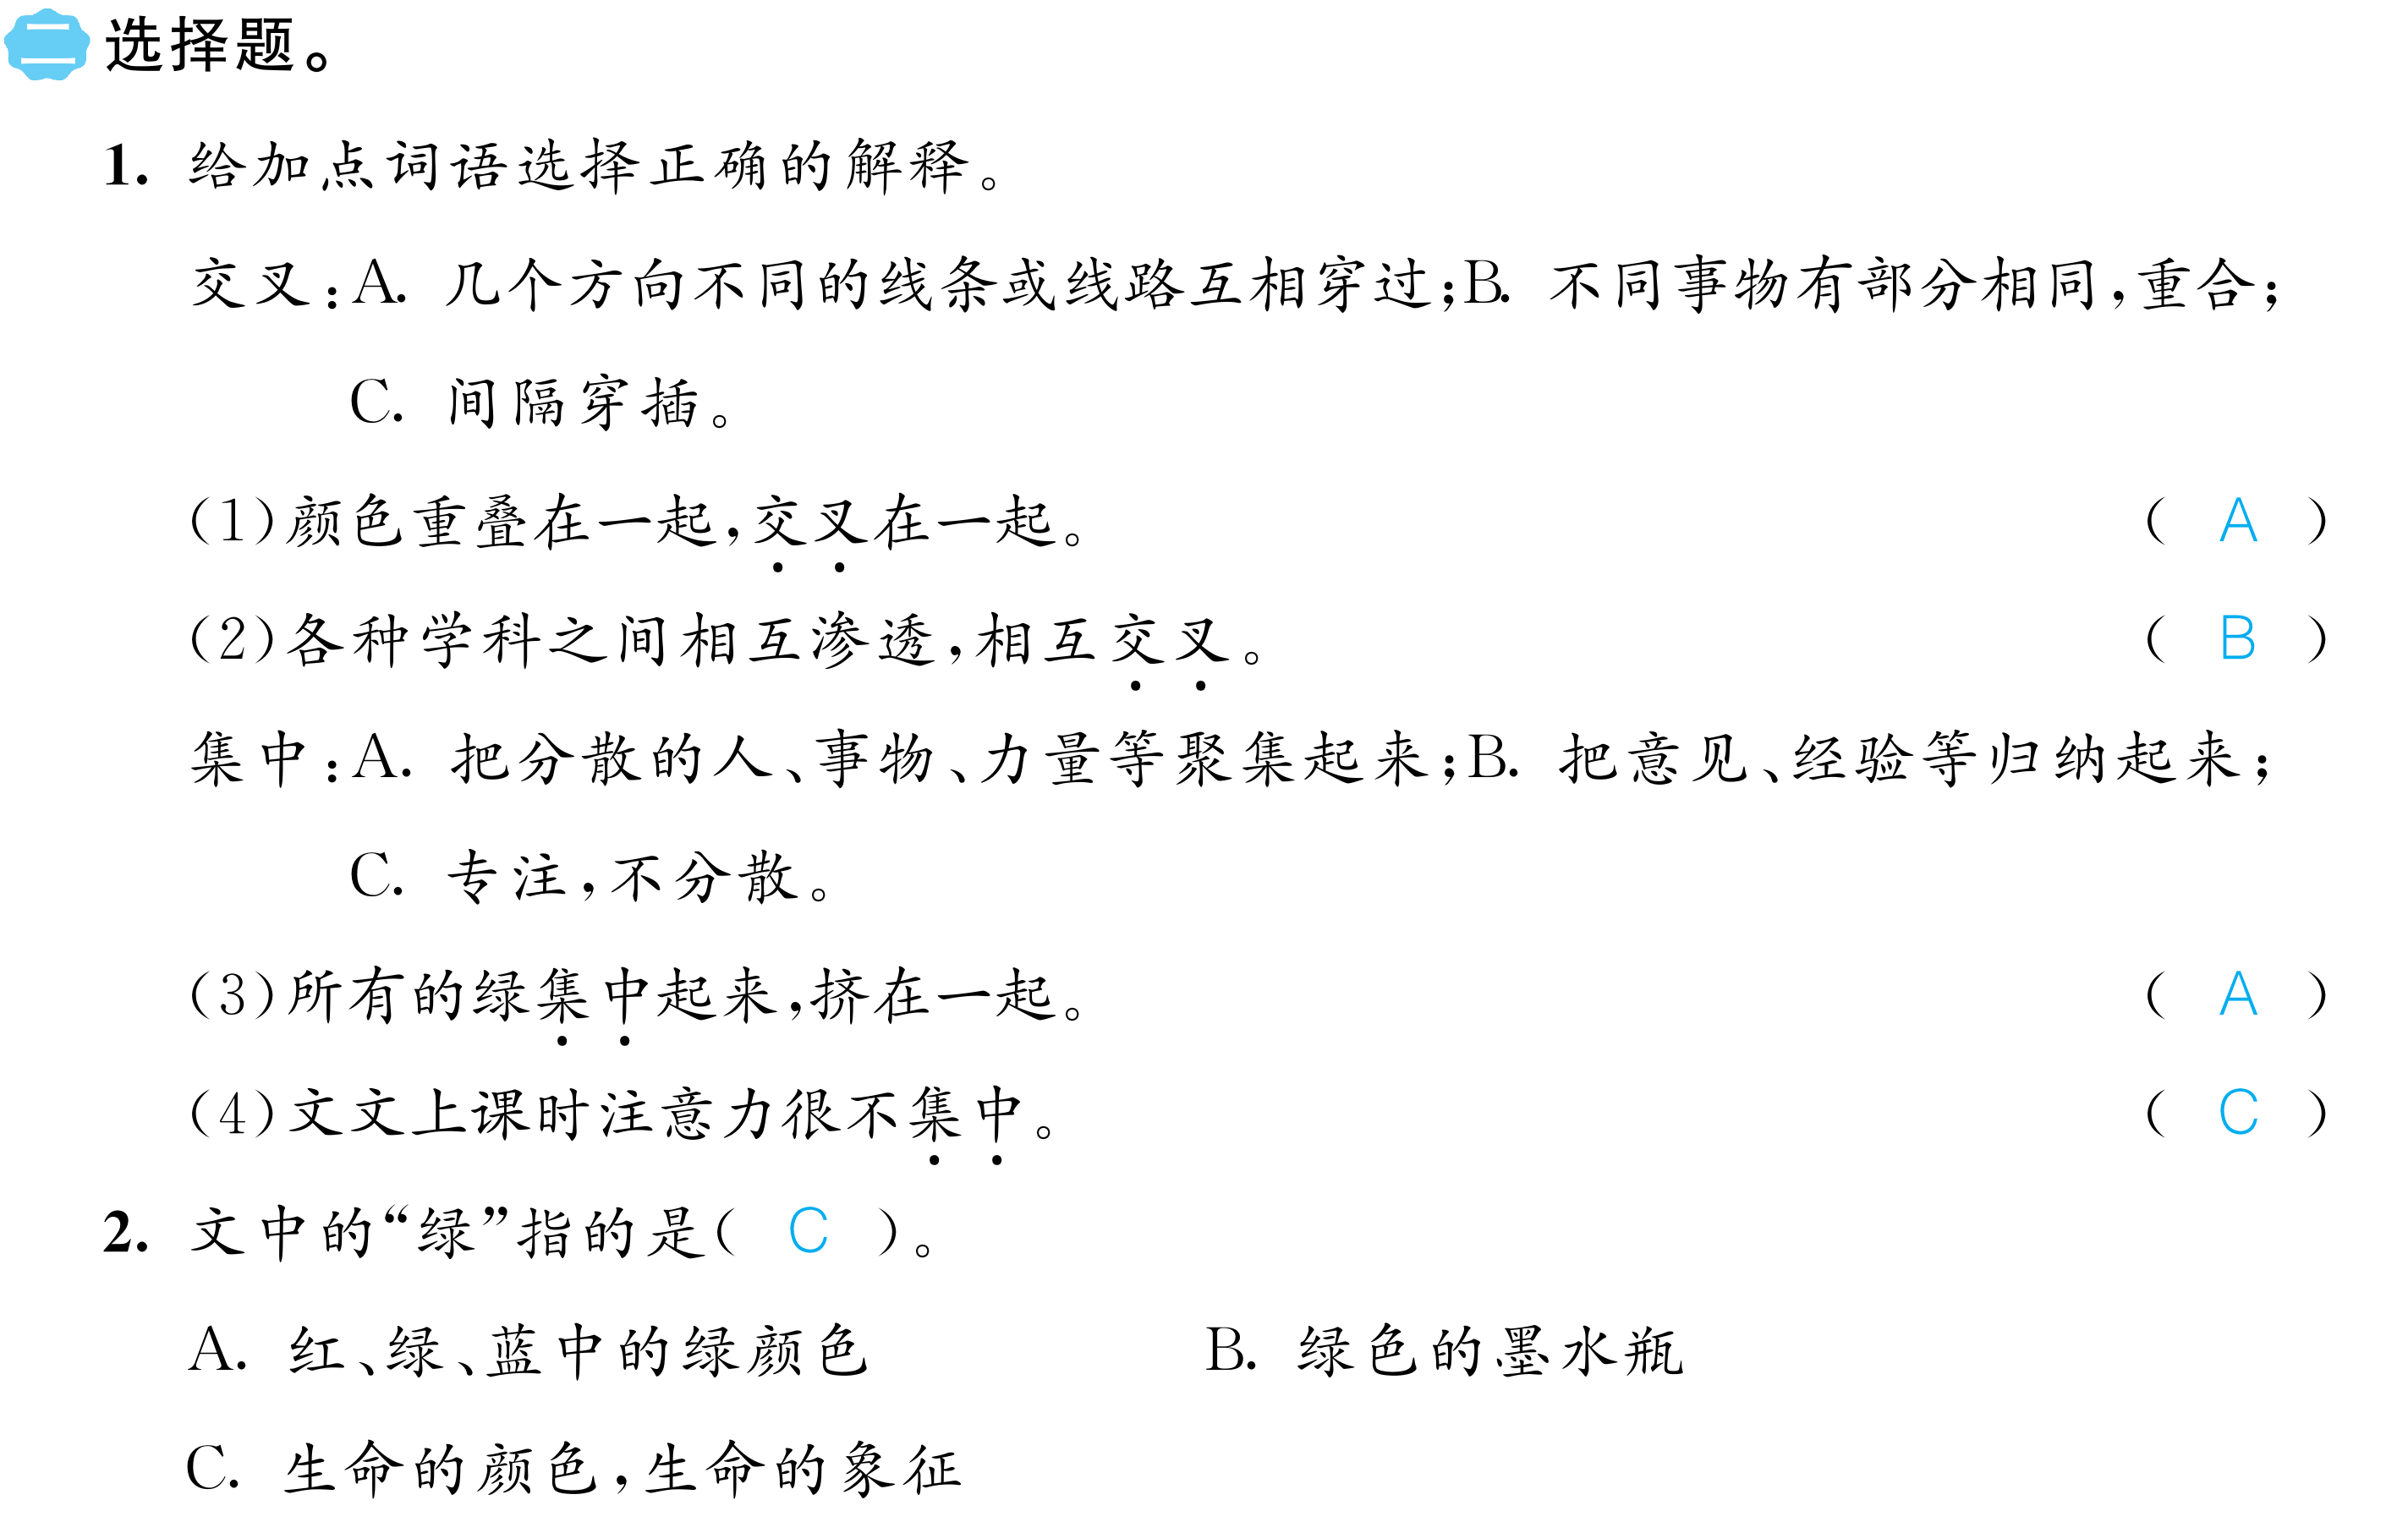 二 选择题。
1. 给加点词语选择正确的解释。
交叉:A. 几个方向不同的线条或线路互相穿过;B. 不同事物有部分相同,重合;
C. 间隔穿插。
(1)颜色重叠在一起,交叉在一起。 ( A )
(2)各种学科之间相互渗透,相互交叉。 ( B )
集中:A. 把分散的人、事物、力量等聚集起来;B. 把意见、经验等归纳起来;
C. 专注,不分散。
(3)所有的绿集中起来,挤在一起。 ( A )
(4)文文上课时注意力很不集中。 ( C )
2. 文中的“绿”指的是( C )。
A. 红、绿、蓝中的绿颜色 B. 绿色的墨水瓶
C. 生命的颜色,生命的象征